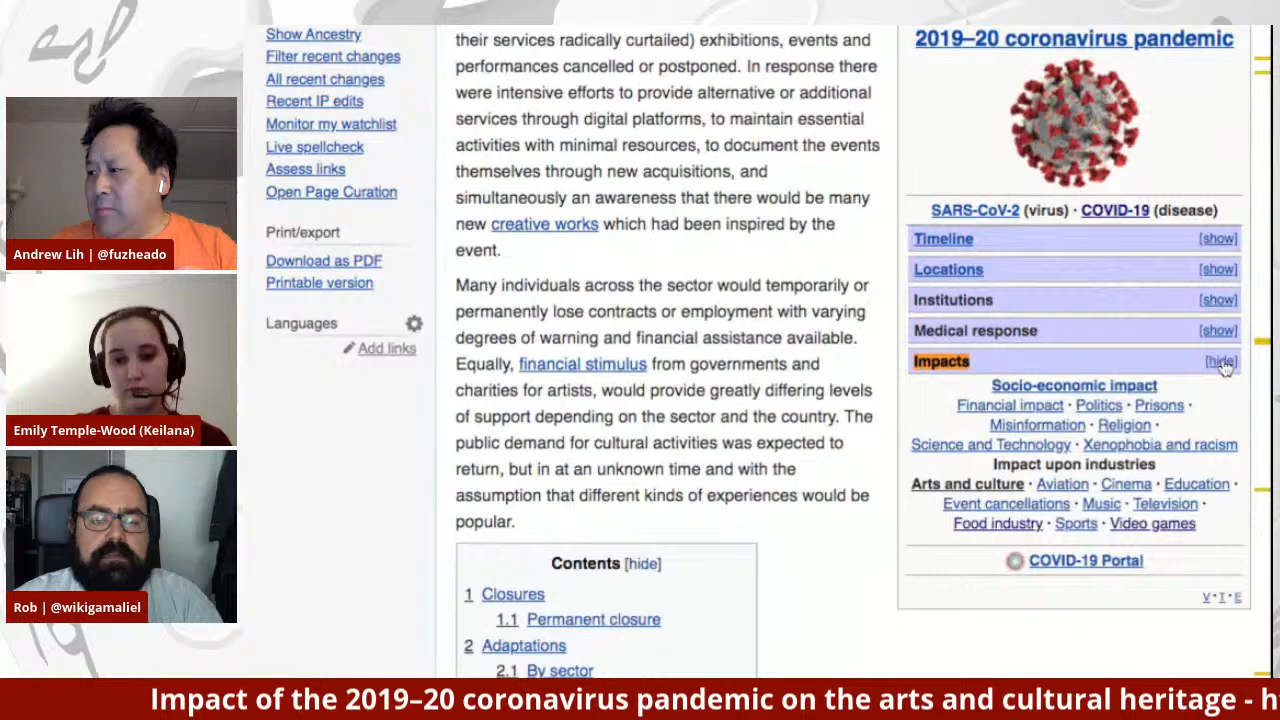 Andrew Lih | @fuzheado
Emily Temple-Wood (Keilana)
Rob | @wikigamaliel
Show Ancestry
Filter recent changes
All recent changes
Recent IP edits
Monitor my watchlist
Live spellcheck
Assess links
Open Page Curation
Print/export
Download as PDF
Printable version
Languages
Add links
their services radically curtailed) exhibitions, events and
performances cancelled or postponed. In response there
were intensive efforts to provide alternative or additional
services through digital platforms, to maintain essential
activities with minimal resources, to document the events
themselves through new acquisitions, and
simultaneously an awareness that there would be many
new creative works which had been inspired by the
event.
Many individuals across the sector would temporarily or
permanently lose contracts or employment with varying
degrees of warning and financial assistance available.
Equally, financial stimulus from governments and
charities for artists, would provide greatly differing levels
of support depending on the sector and the country. The
public demand for cultural activities was expected to
return, but in at an unknown time and with the
assumption that different kinds of experiences would be
popular.
Contents [hide]
1 Closures
1.1 Permanent closure
2 Adaptations
2.1 By sector
2019–20 coronavirus pandemic
SARS-CoV-2 (virus) · COVID-19 (disease)
Timeline [show]
Locations [show]
Institutions [show]
Medical response [show]
Impacts [hide]
Socio-economic impact
Financial impact · Politics · Prisons ·
Misinformation · Religion ·
Science and Technology · Xenophobia and racism
Impact upon industries
Arts and culture · Aviation · Cinema · Education ·
Event cancellations · Music · Television ·
Food industry · Sports · Video games
COVID-19 Portal
V · T · E
Impact of the 2019–20 coronavirus pandemic on the arts and cultural heritage - h